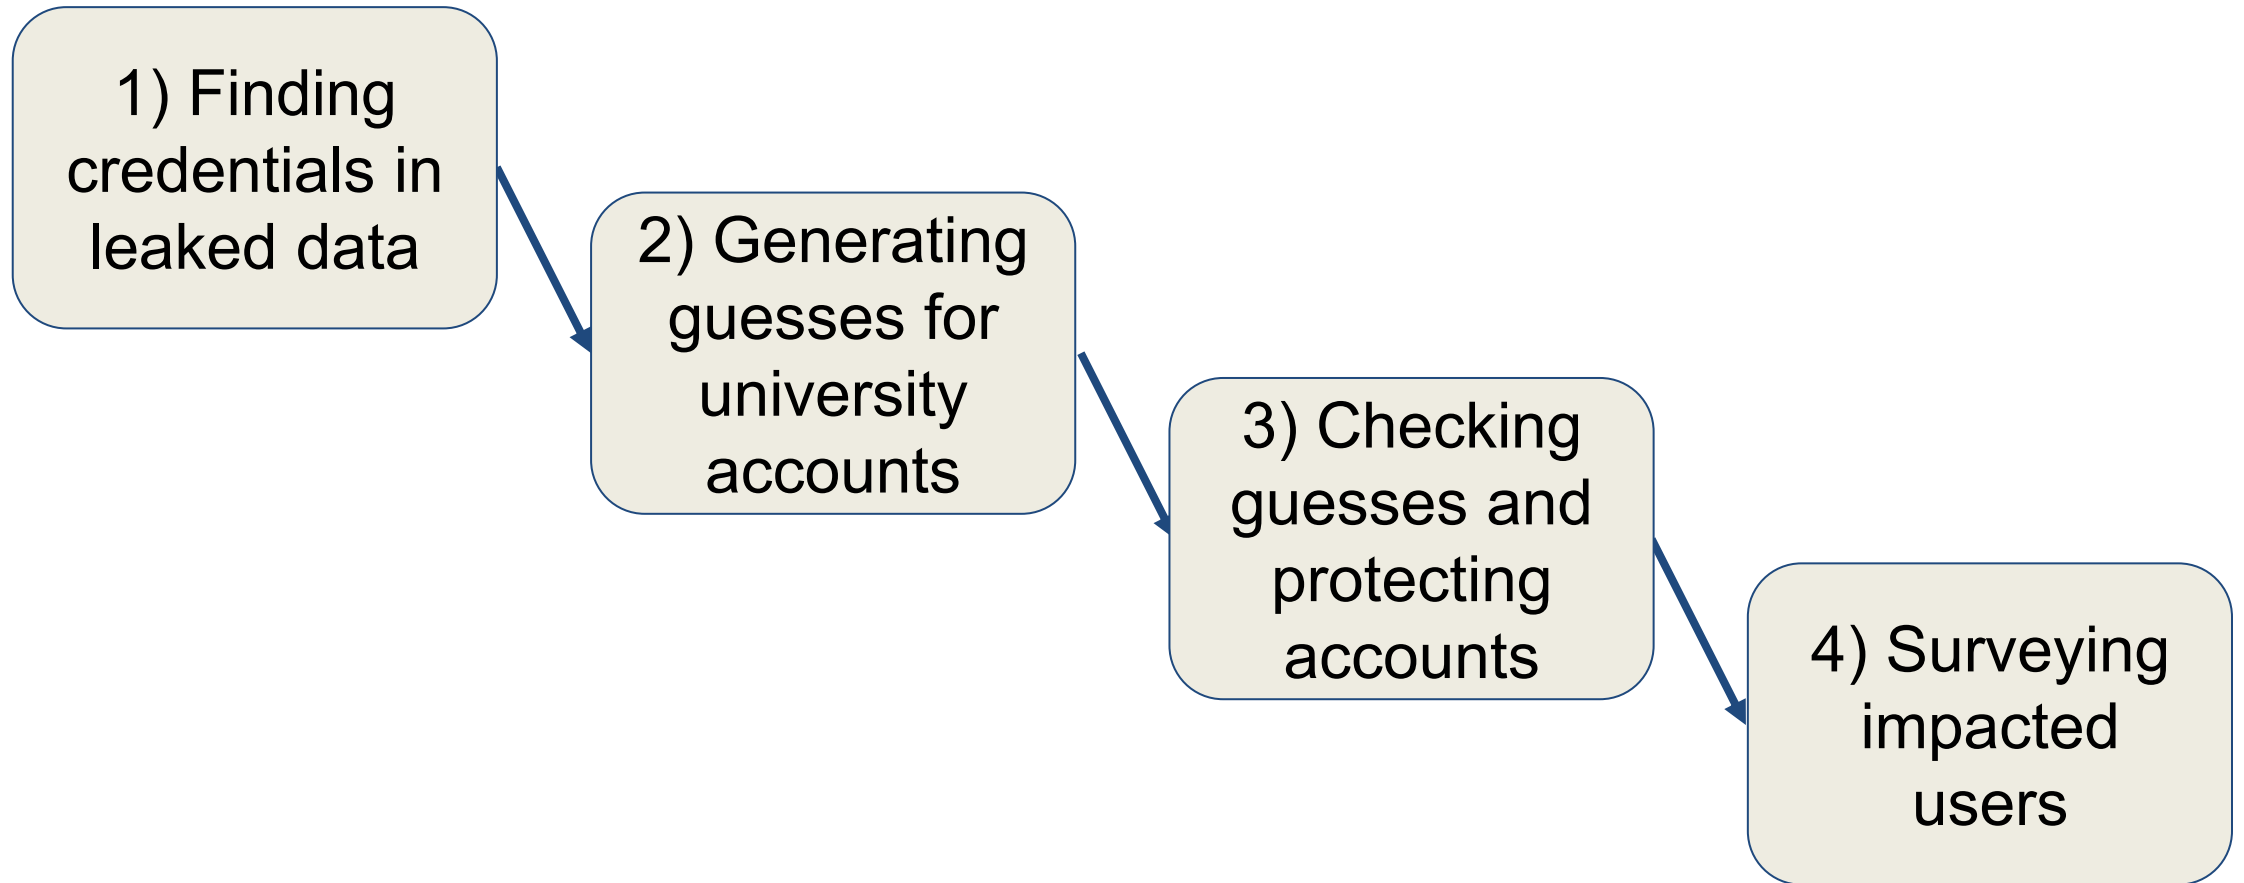 1) Finding
credentials in
leaked data
2) Generating
guesses for
university
accounts
3) Checking
guesses and
protecting
accounts
4) Surveying
impacted
users